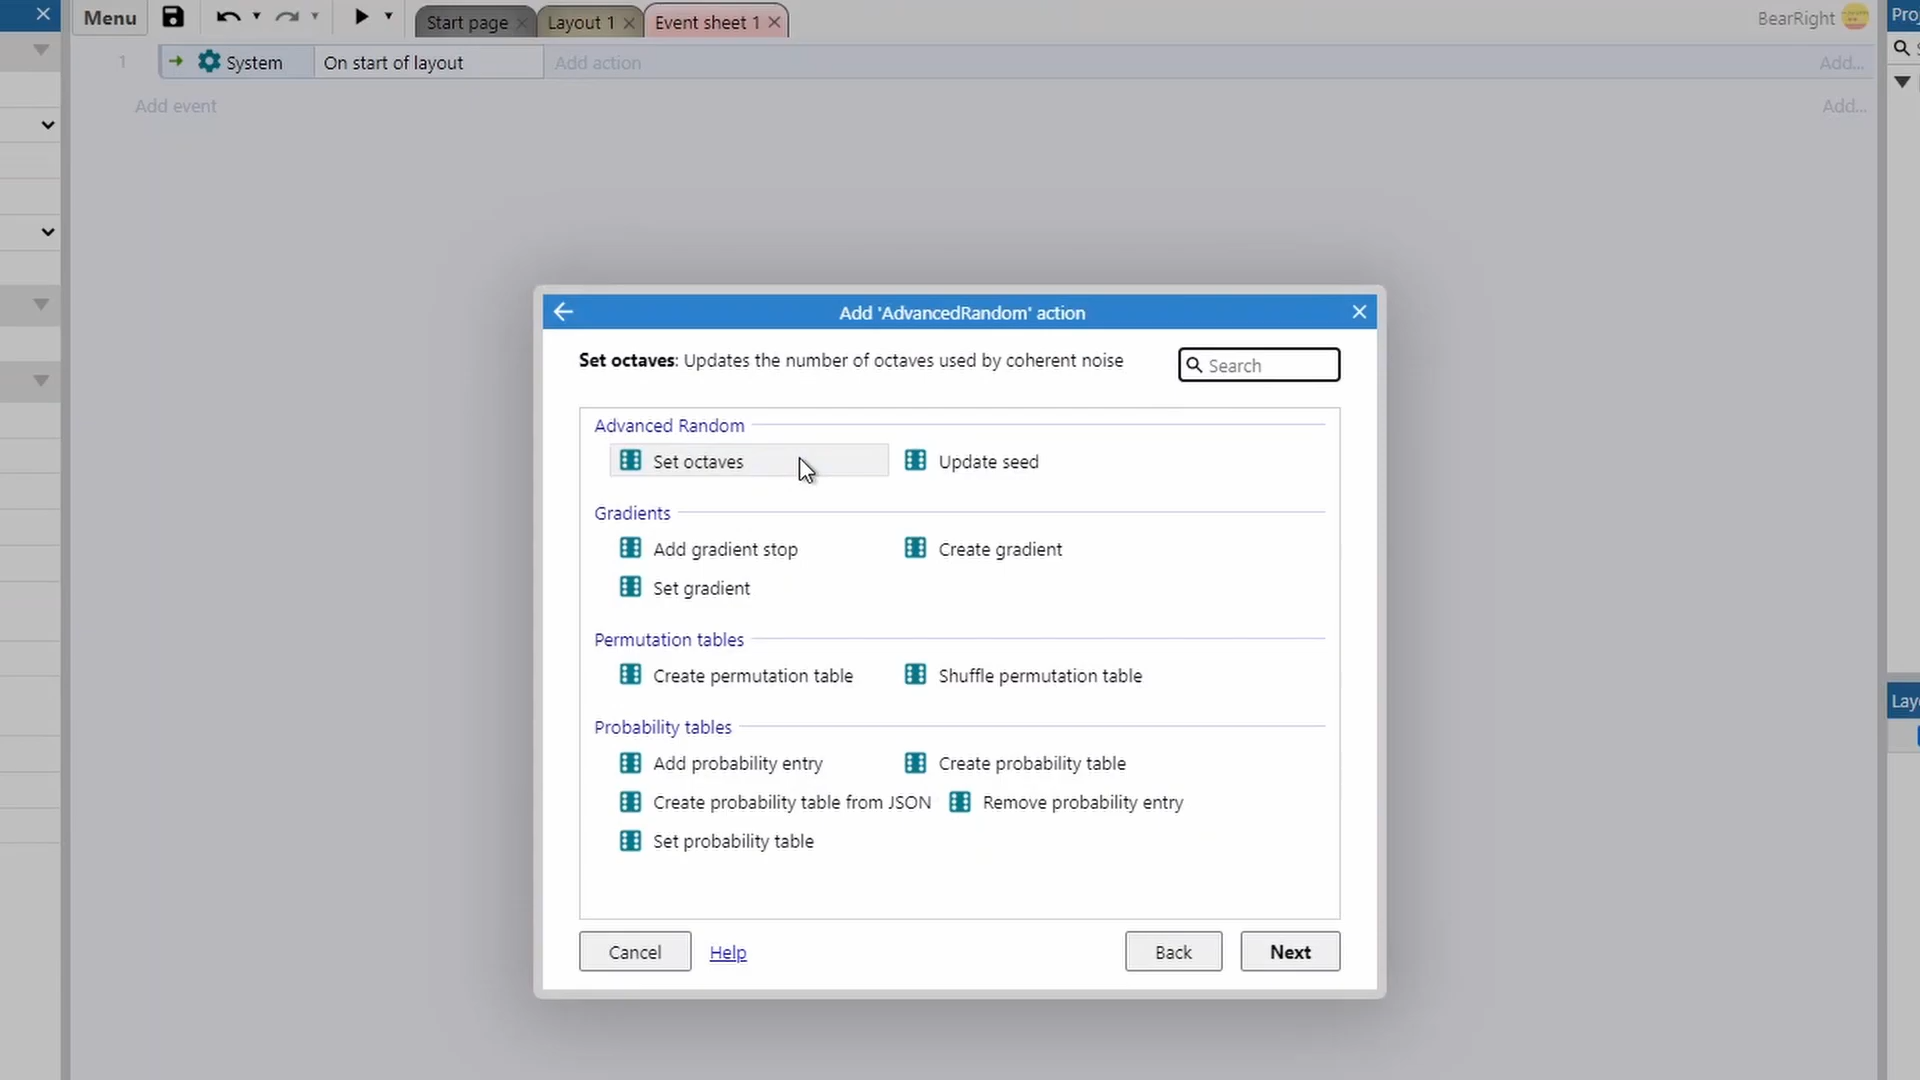 Menu
Start page
Layout 1
Event sheet 1
BearRight
1
System
On start of layout
Add action
Add...
Add event
Add...
Add 'AdvancedRandom' action
Set octaves: Updates the number of octaves used by coherent noise
Search
Advanced Random
Set octaves
Update seed
Gradients
Add gradient stop
Create gradient
Set gradient
Permutation tables
Create permutation table
Shuffle permutation table
Probability tables
Add probability entry
Create probability table
Create probability table from JSON
Remove probability entry
Set probability table
Cancel
Help
Back
Next